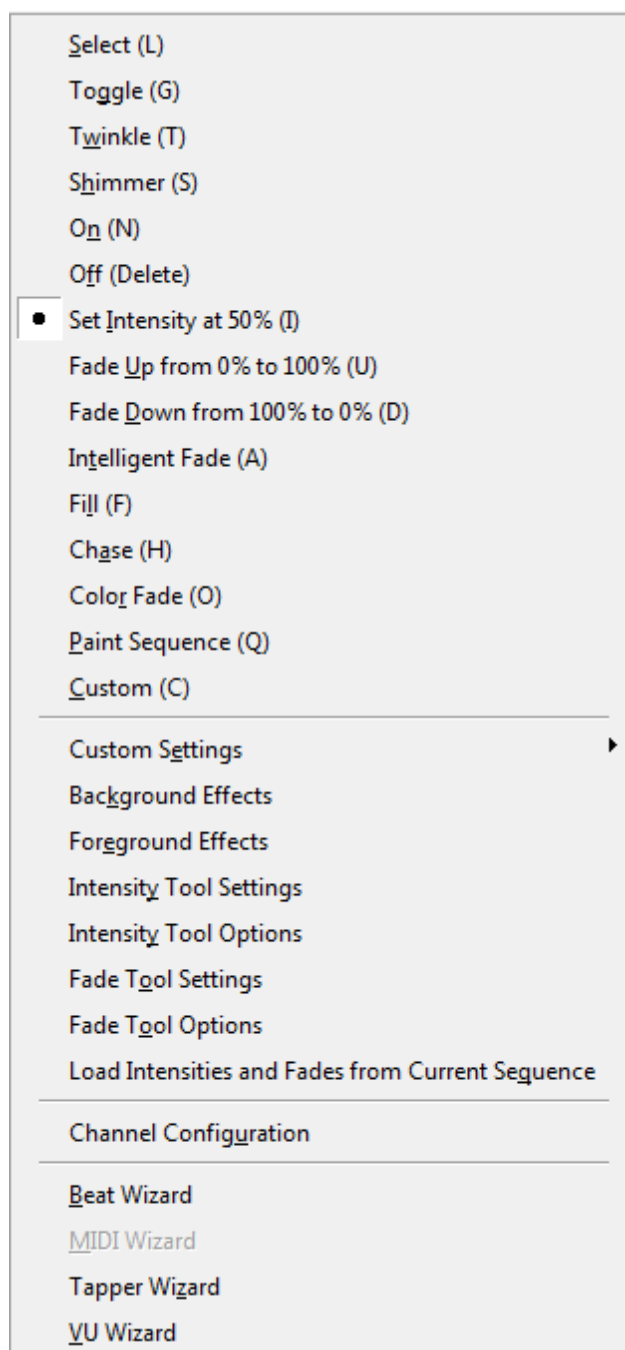 Select (L)
Toggle (G)
Twinkle (T)
Shimmer (S)
On (N)
Off (Delete)
Set Intensity at 50% (I)
Fade Up from 0% to 100% (U)
Fade Down from 100% to 0% (D)
Intelligent Fade (A)
Fill (F)
Chase (H)
Color Fade (O)
Paint Sequence (Q)
Custom (C)
Custom Settings
Background Effects
Foreground Effects
Intensity Tool Settings
Intensity Tool Options
Fade Tool Settings
Fade Tool Options
Load Intensities and Fades from Current Sequence
Channel Configuration
Beat Wizard
MIDI Wizard
Tapper Wizard
VU Wizard